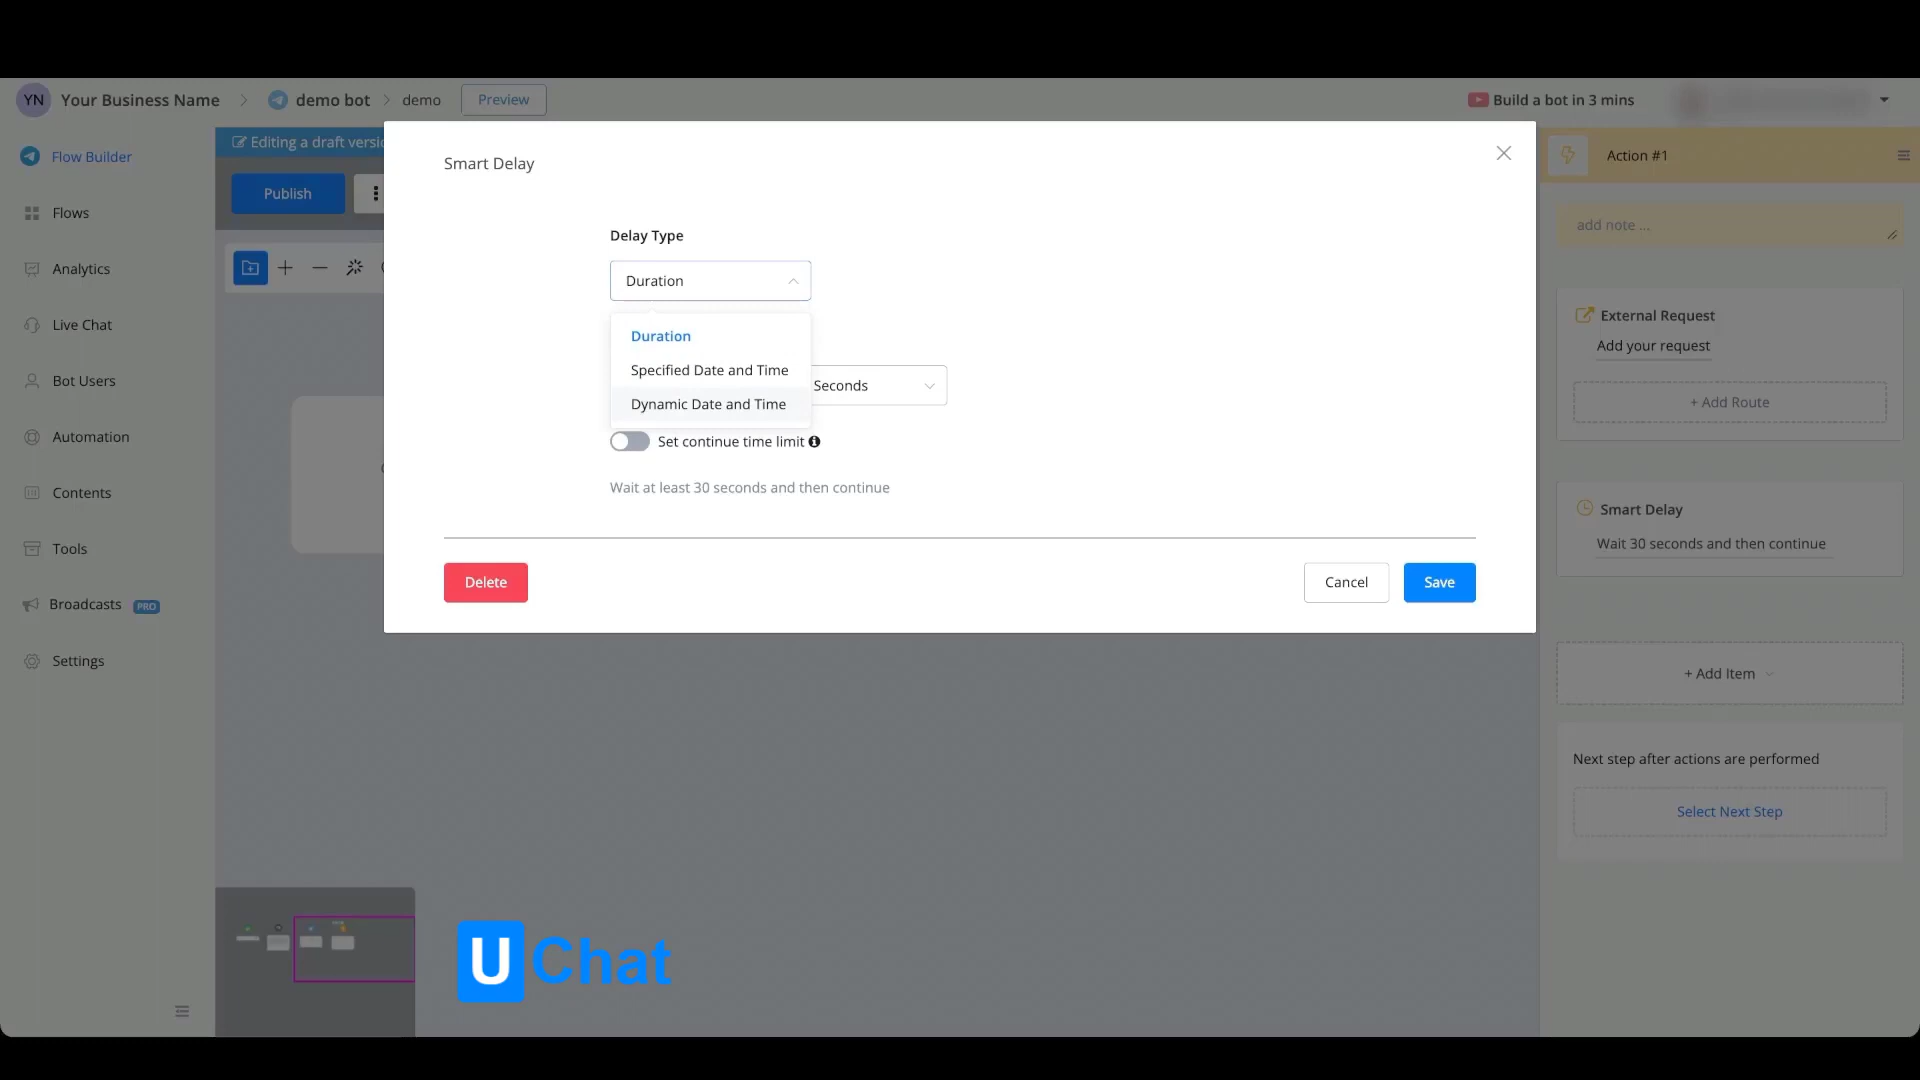 YN Your Business Name > demo bot > demo Preview
Build a bot in 3 mins
Flow Builder
Flows
Analytics
Live Chat
Bot Users
Automation
Contents
Tools
Broadcasts PRO
Settings
Editing a draft versio
Publish
Smart Delay
Delay Type
Duration
Duration
Specified Date and Time
Dynamic Date and Time
Seconds
Set continue time limit
Wait at least 30 seconds and then continue
Delete
Cancel
Save
Action #1
add note ...
External Request
Add your request
+ Add Route
Smart Delay
Wait 30 seconds and then continue
+ Add Item
Next step after actions are performed
Select Next Step
U Chat